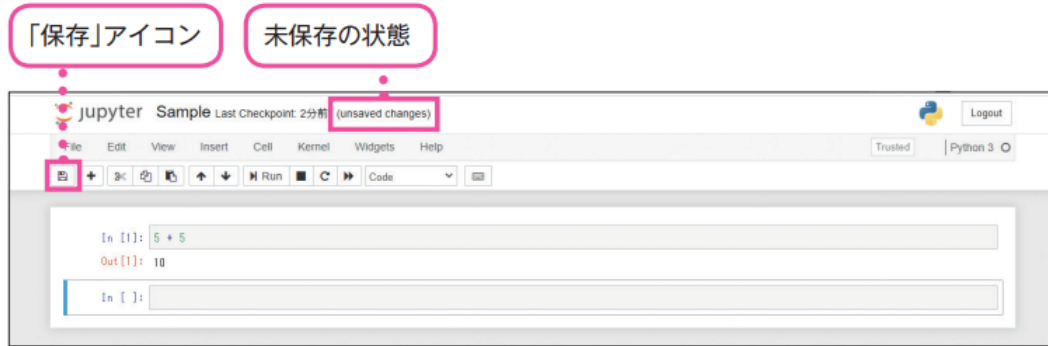 「保存」アイコン
未保存の状態
jupyter Sample Last Checkpoint: 2分前 (unsaved changes)
Logout
File Edit View Insert Cell Kernel Widgets Help
Trusted Python 3
Run Code
In [1]: 5 + 5
Out[1]: 10
In [ ]: